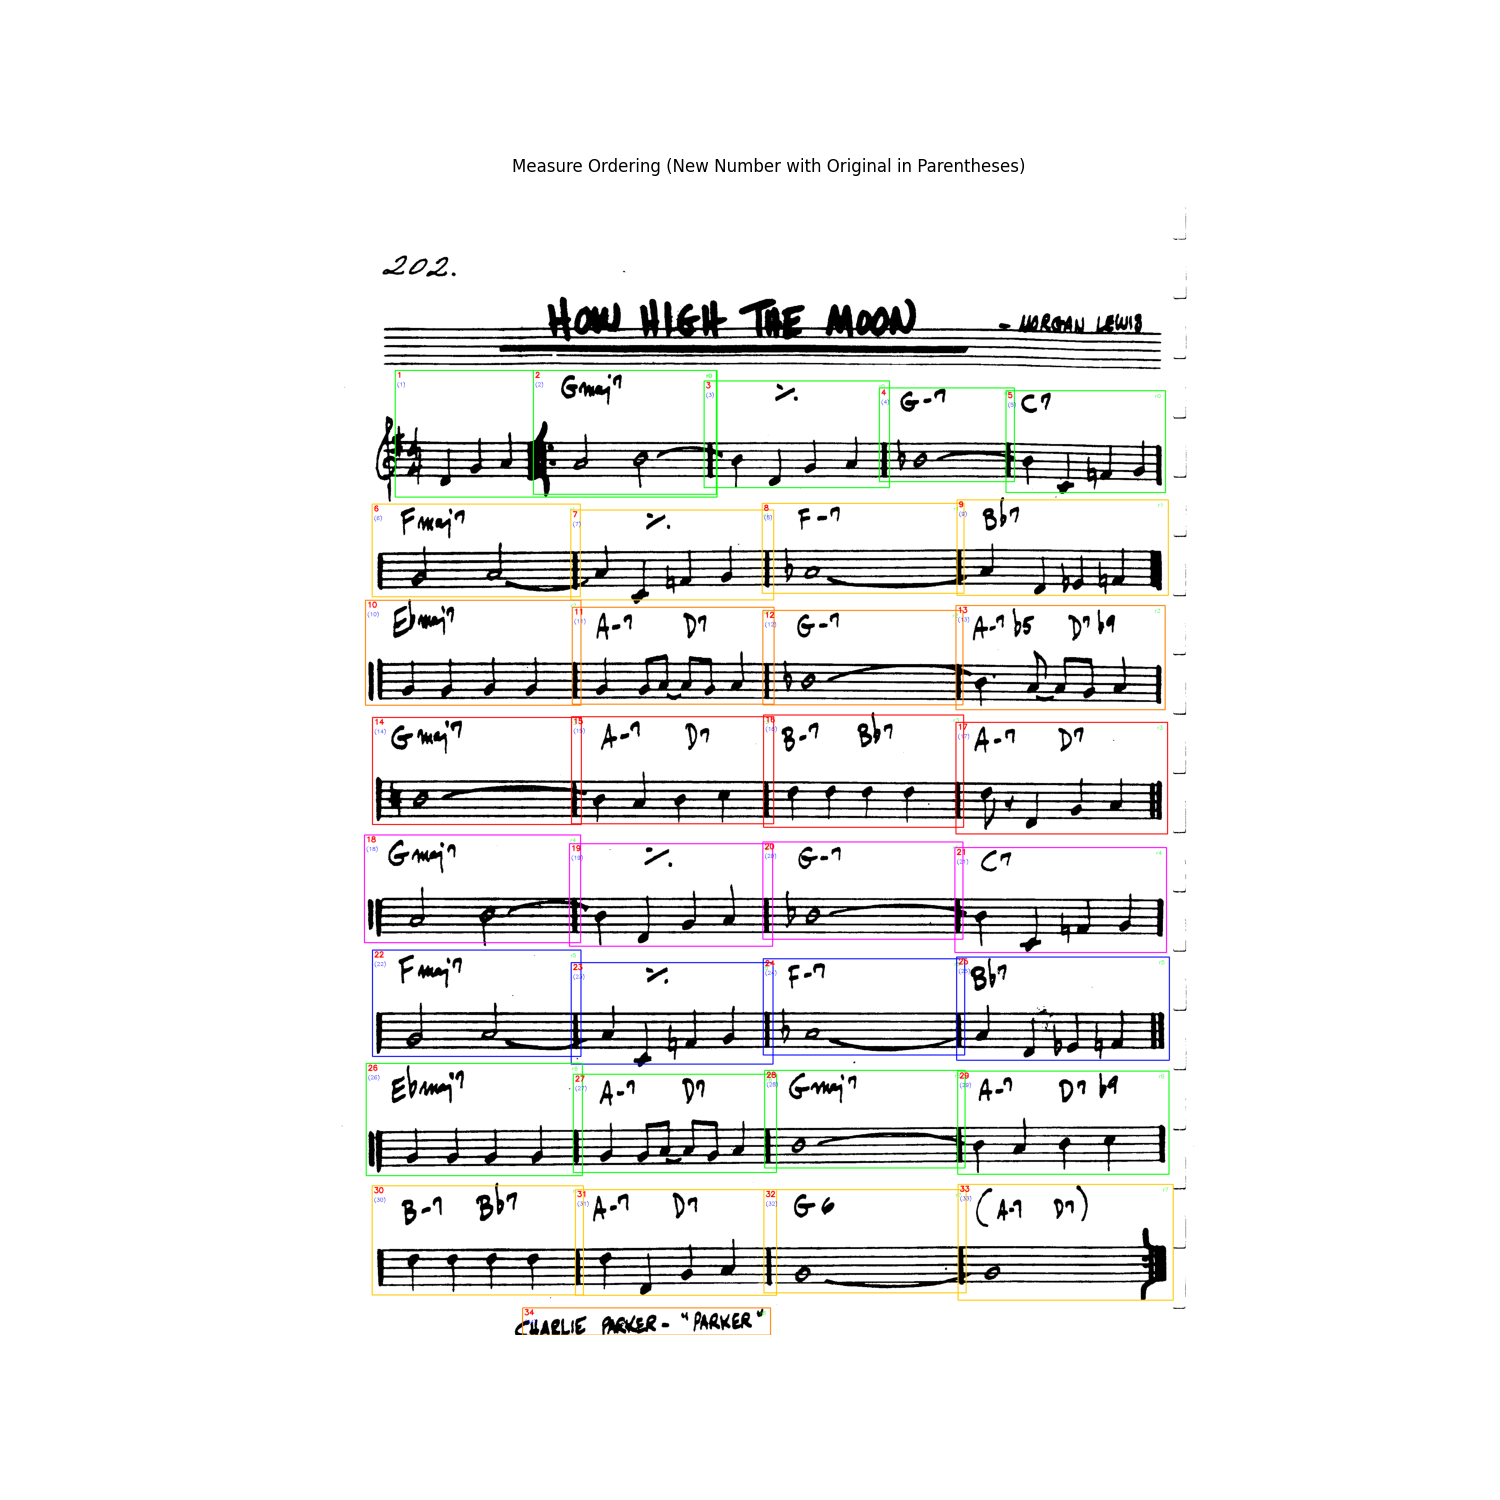 Measure Ordering (New Number with Original in Parentheses)
202.
HOW HIGH THE MOON
- MORGAN LEWIS
1 2 3 4 5
(1) (2) (3) (4) (5)
Gmaj7 ٪ G-7 C7
6 7 8 9
(6) (7) (8) (9)
Fmaj7 ٪ F-7 Bb7
10 11 12 13
(10) (11) (12) (13)
Ebmaj7 A-7 D7 G-7 A-7b5 D7b9
14 15 16 17
(14) (15) (16) (17)
Gmaj7 A-7 D7 B-7 Bb7 A-7 D7
18 19 20 21
(18) (19) (20) (21)
Gmaj7 ٪ G-7 C7
22 23 24 25
(22) (23) (24) (25)
Fmaj7 ٪ F-7 Bb7
26 27 28 29
(26) (27) (28) (29)
Ebmaj7 A-7 D7 Gmaj7 A-7 D7b9
30 31 32 33
(30) (31) (32) (33)
B-7 Bb7 A-7 D7 G6 (A-7 D7)
34
CHARLIE PARKER - "PARKER"